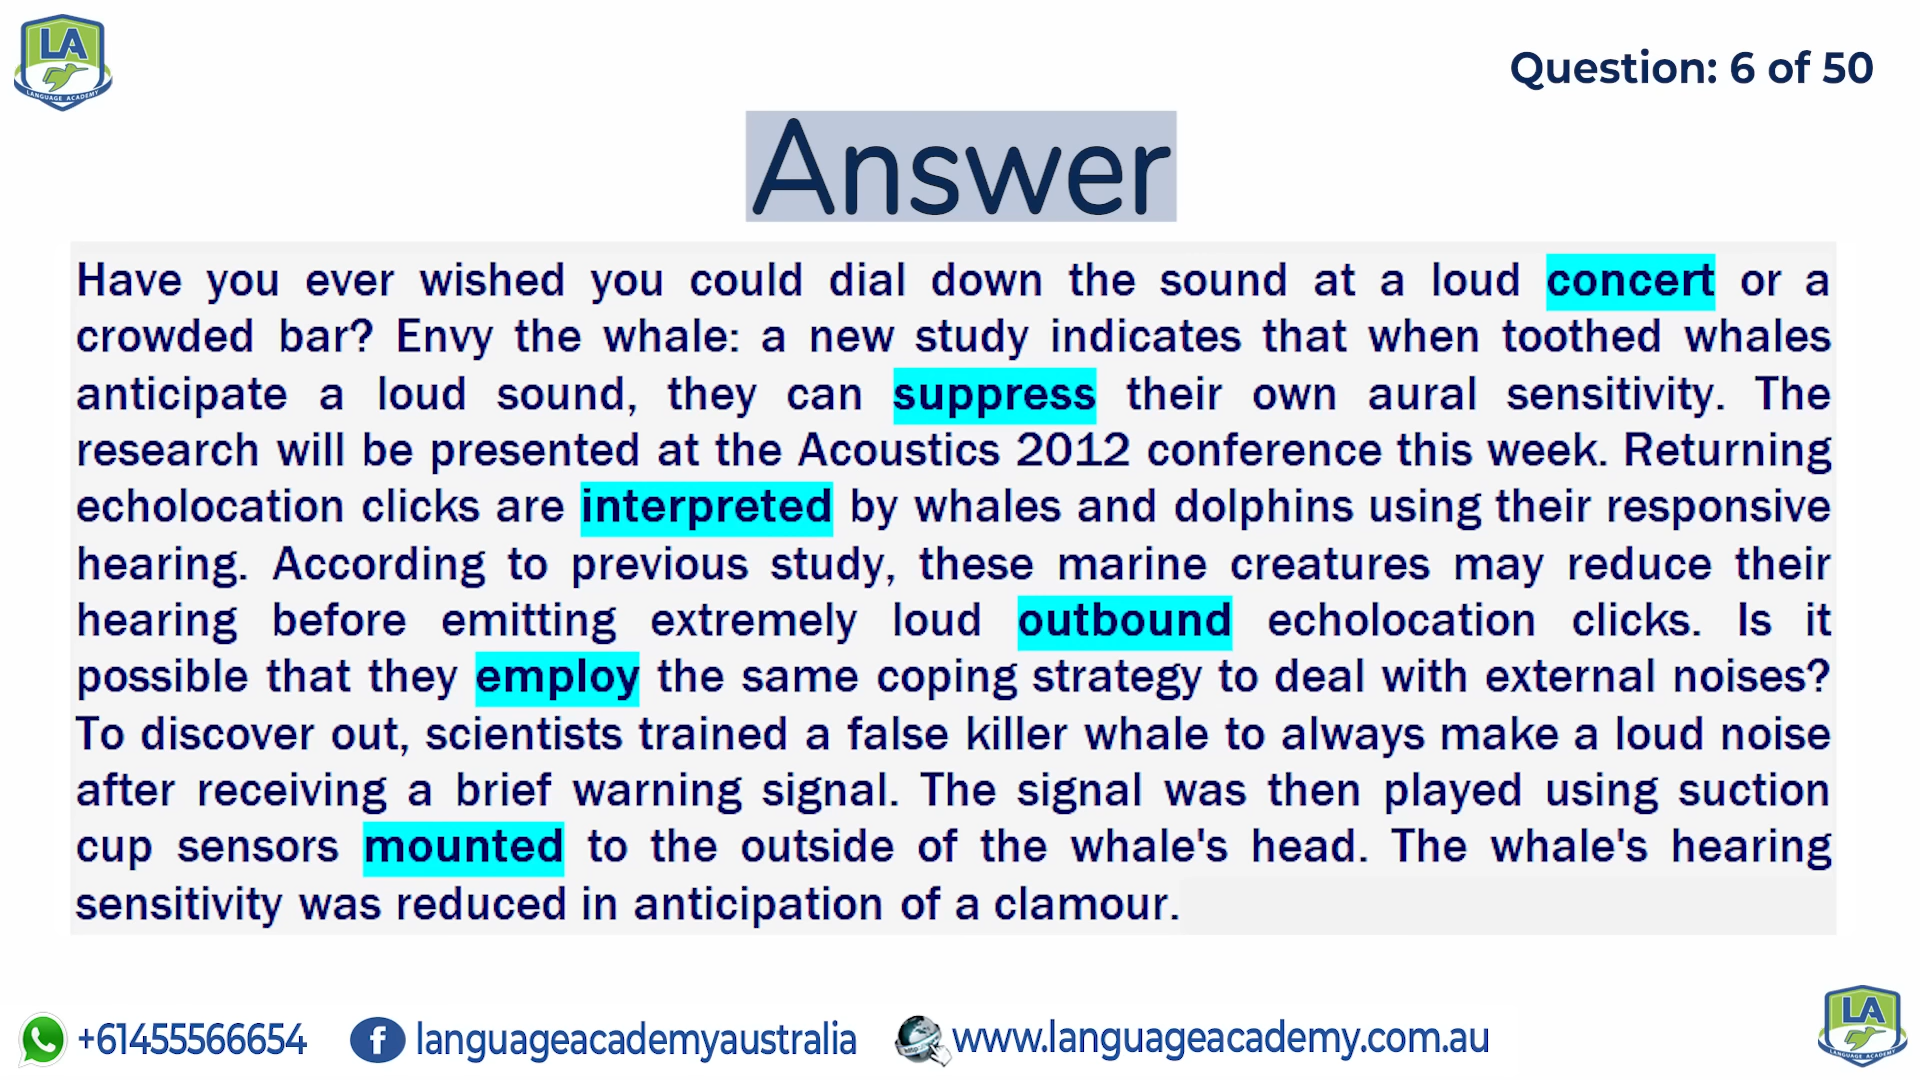 LA
LANGUAGE ACADEMY
Question: 6 of 50
Answer
Have you ever wished you could dial down the sound at a loud concert or a
crowded bar? Envy the whale: a new study indicates that when toothed whales
anticipate a loud sound, they can suppress their own aural sensitivity. The
research will be presented at the Acoustics 2012 conference this week. Returning
echolocation clicks are interpreted by whales and dolphins using their responsive
hearing. According to previous study, these marine creatures may reduce their
hearing before emitting extremely loud outbound echolocation clicks. Is it
possible that they employ the same coping strategy to deal with external noises?
To discover out, scientists trained a false killer whale to always make a loud noise
after receiving a brief warning signal. The signal was then played using suction
cup sensors mounted to the outside of the whale's head. The whale's hearing
sensitivity was reduced in anticipation of a clamour.
+61455566654 languageacademyaustralia www.languageacademy.com.au
LA
LANGUAGE ACADEMY